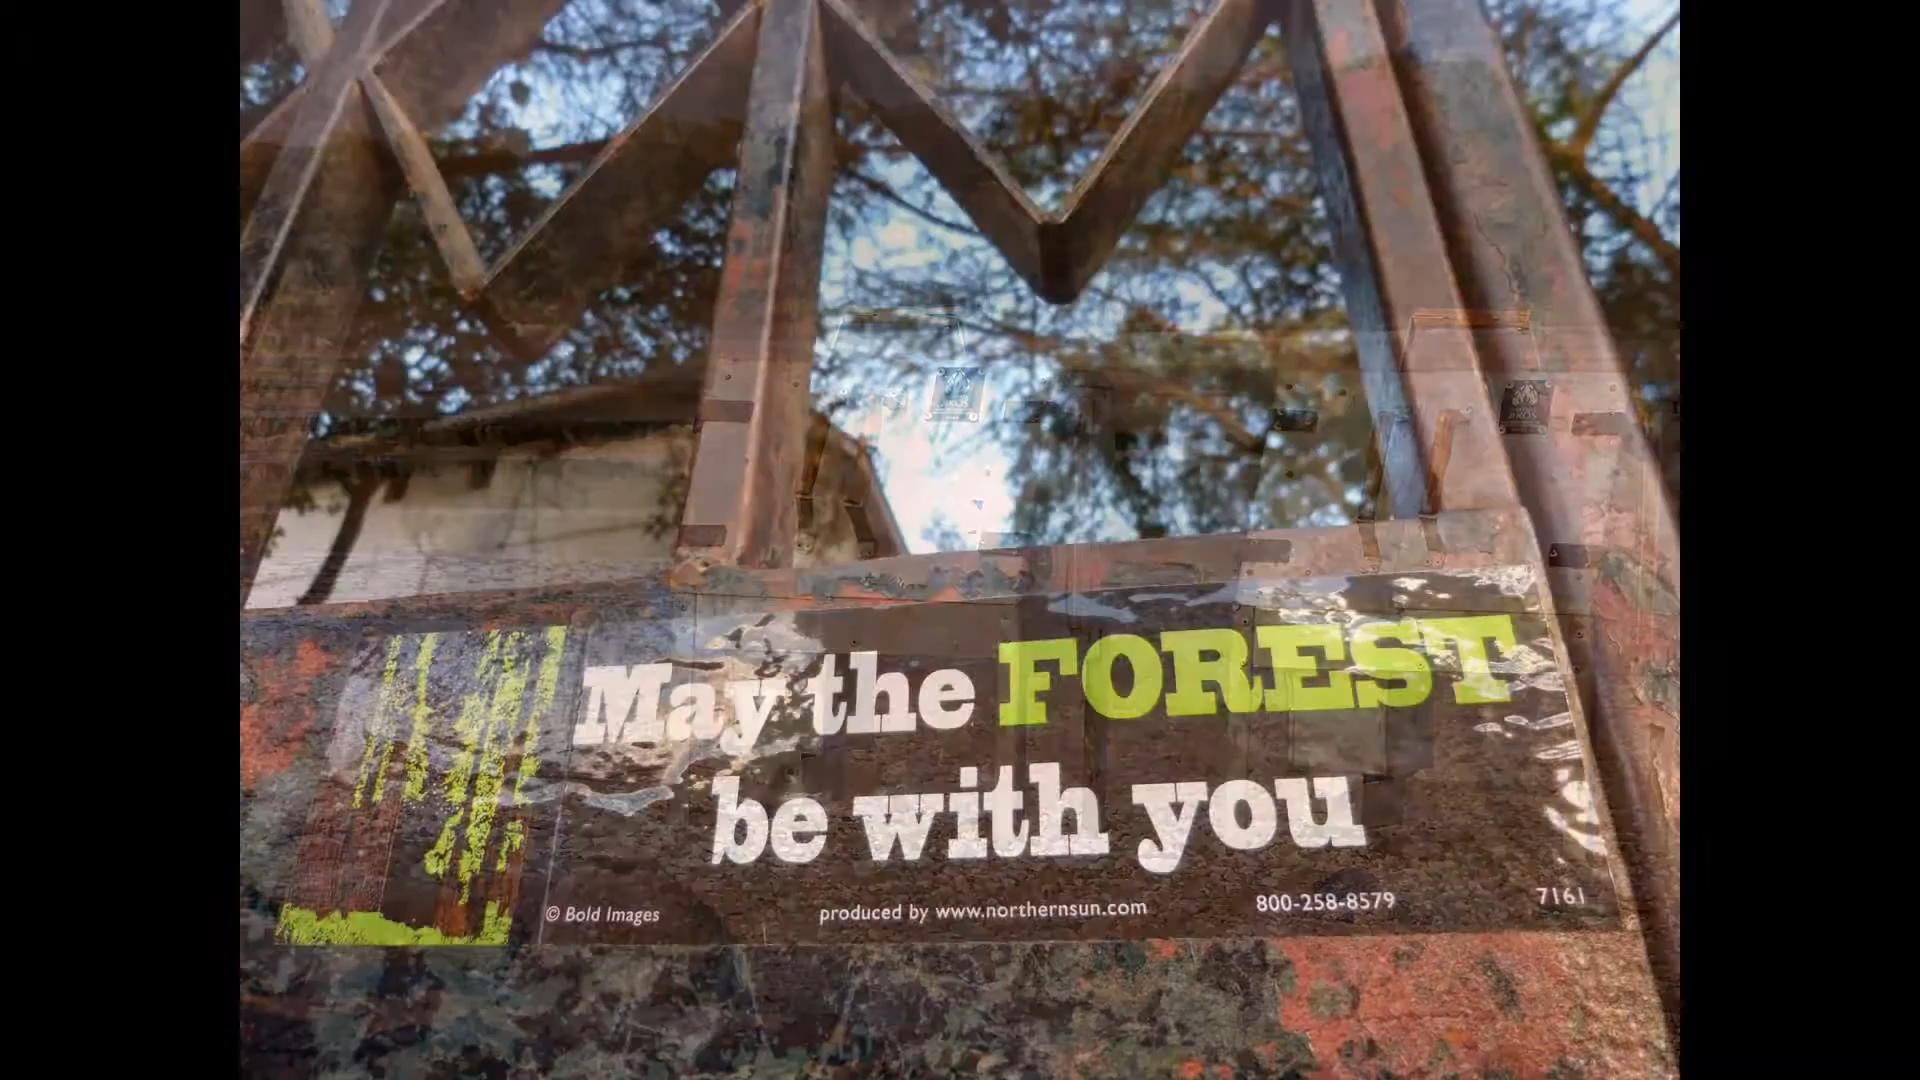 May the FOREST
be with you
© Bold Images
produced by www.northernsun.com
800-258-8579
7161